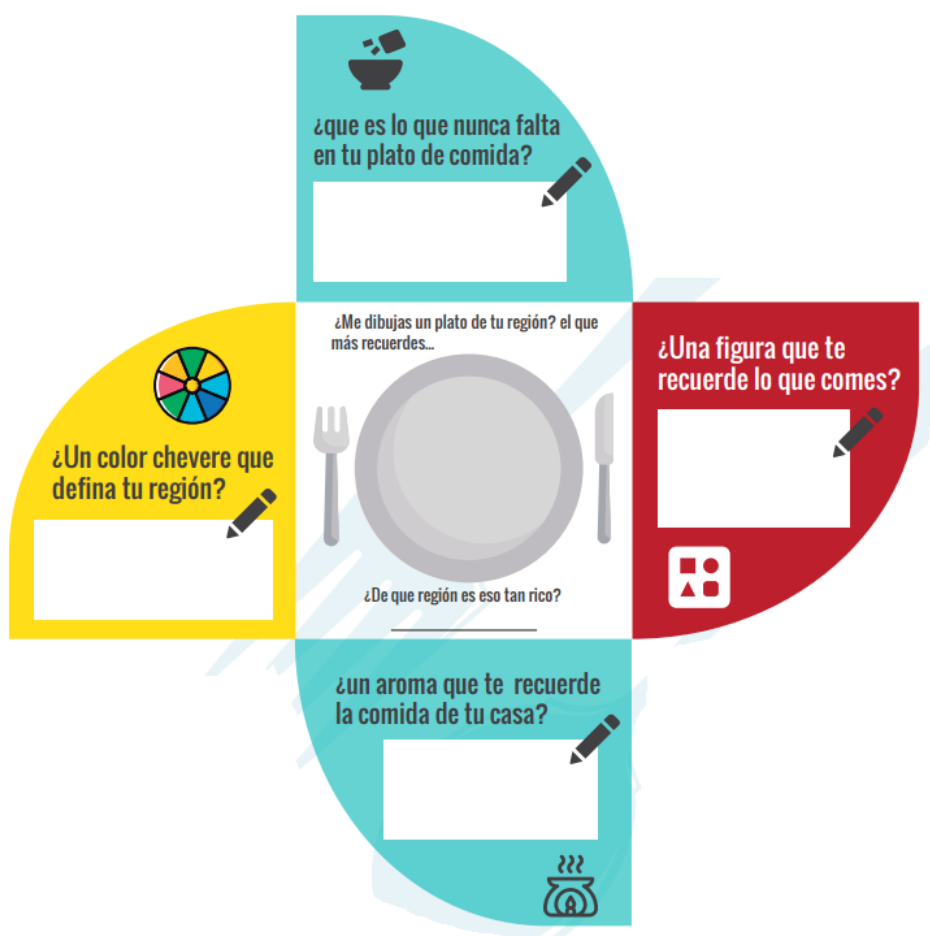 ¿que es lo que nunca falta
en tu plato de comida?
¿Me dibujas un plato de tu región? el que
más recuerdes...
¿Una figura que te
recuerde lo que comes?
¿Un color chevere que
defina tu región?
¿De que región es eso tan rico?
¿un aroma que te recuerde
la comida de tu casa?